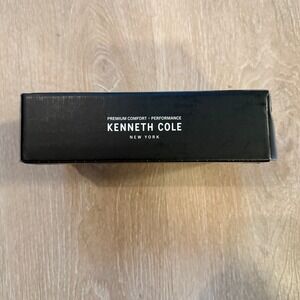 PREMIUM COMFORT + PERFORMANCE
KENNETH COLE
NEW YORK